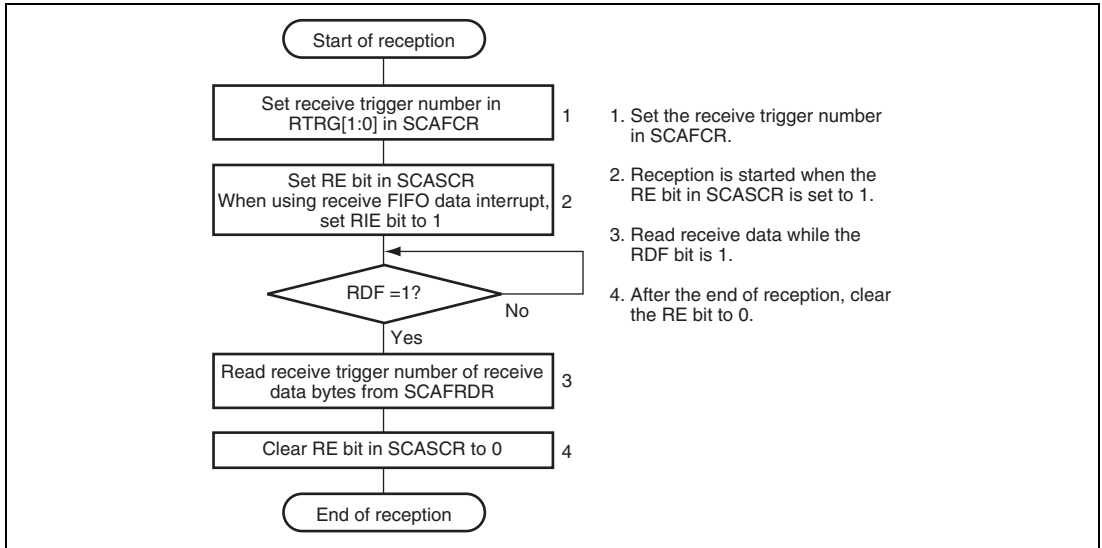 Start of reception
Set receive trigger number in
RTRG[1:0] in SCAFCR
1
Set RE bit in SCASCR
When using receive FIFO data interrupt,
set RIE bit to 1
2
RDF =1?
No
Yes
Read receive trigger number of receive
data bytes from SCAFRDR
3
Clear RE bit in SCASCR to 0
4
End of reception
1. Set the receive trigger number
in SCAFCR.
2. Reception is started when the
RE bit in SCASCR is set to 1.
3. Read receive data while the
RDF bit is 1.
4. After the end of reception, clear
the RE bit to 0.